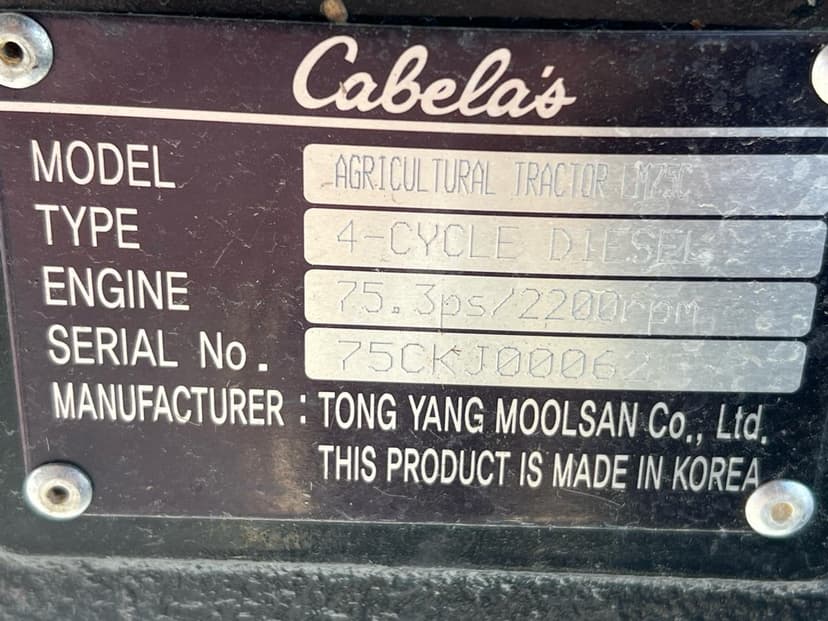 Cabela's
MODEL AGRICULTURAL TRACTOR LM75C
TYPE 4-CYCLE DIESEL
ENGINE 75.3ps/2200rpm
SERIAL No. 75CKJ00062
MANUFACTURER : TONG YANG MOOLSAN Co., Ltd.
THIS PRODUCT IS MADE IN KOREA